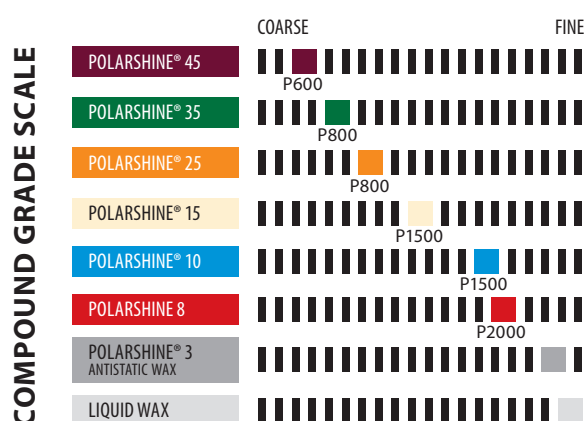 COMPOUND GRADE SCALE
COARSE FINE
POLARSHINE® 45
P600
POLARSHINE® 35
P800
POLARSHINE® 25
P800
POLARSHINE® 15
P1500
POLARSHINE® 10
P1500
POLARSHINE 8
P2000
POLARSHINE® 3
ANTISTATIC WAX
LIQUID WAX